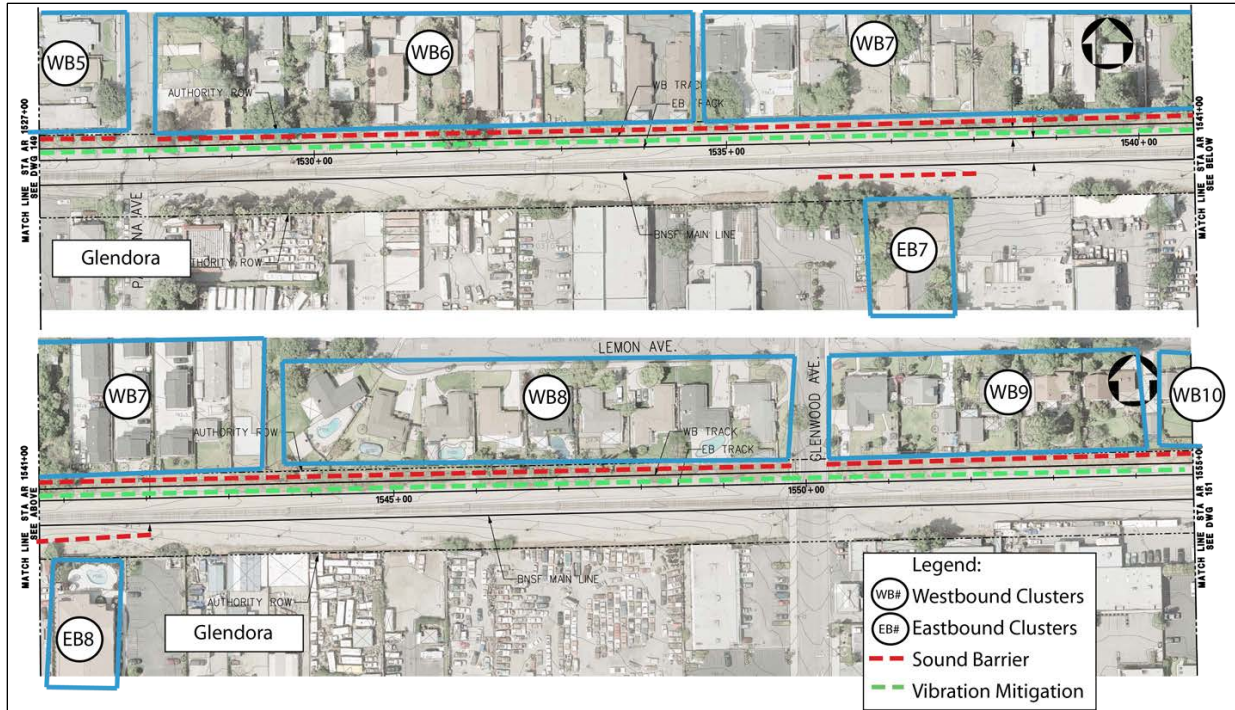 WB5
WB6
WB7
AUTHORITY ROW
WB TRACK
EB TRACK
MATCH LINE STA AR 1527+00
SEE DWG 149
1530+00
1535+00
1540+00
MATCH LINE STA AR 1541+00
SEE BELOW
AVE
Glendora
BNSF MAIN LINE
EB7
LEMON AVE.
WB7
WB8
GLENWOOD AVE.
WB9
WB10
AUTHORITY ROW
WB TRACK
EB TRACK
MATCH LINE STA AR 1541+00
SEE ABOVE
1545+00
1550+00
MATCH LINE STA AR 1555+00
SEE DWG 151
BNSF MAIN LINE
AUTHORITY ROW
EB8
Glendora
Legend:
WB# Westbound Clusters
EB# Eastbound Clusters
Sound Barrier
Vibration Mitigation